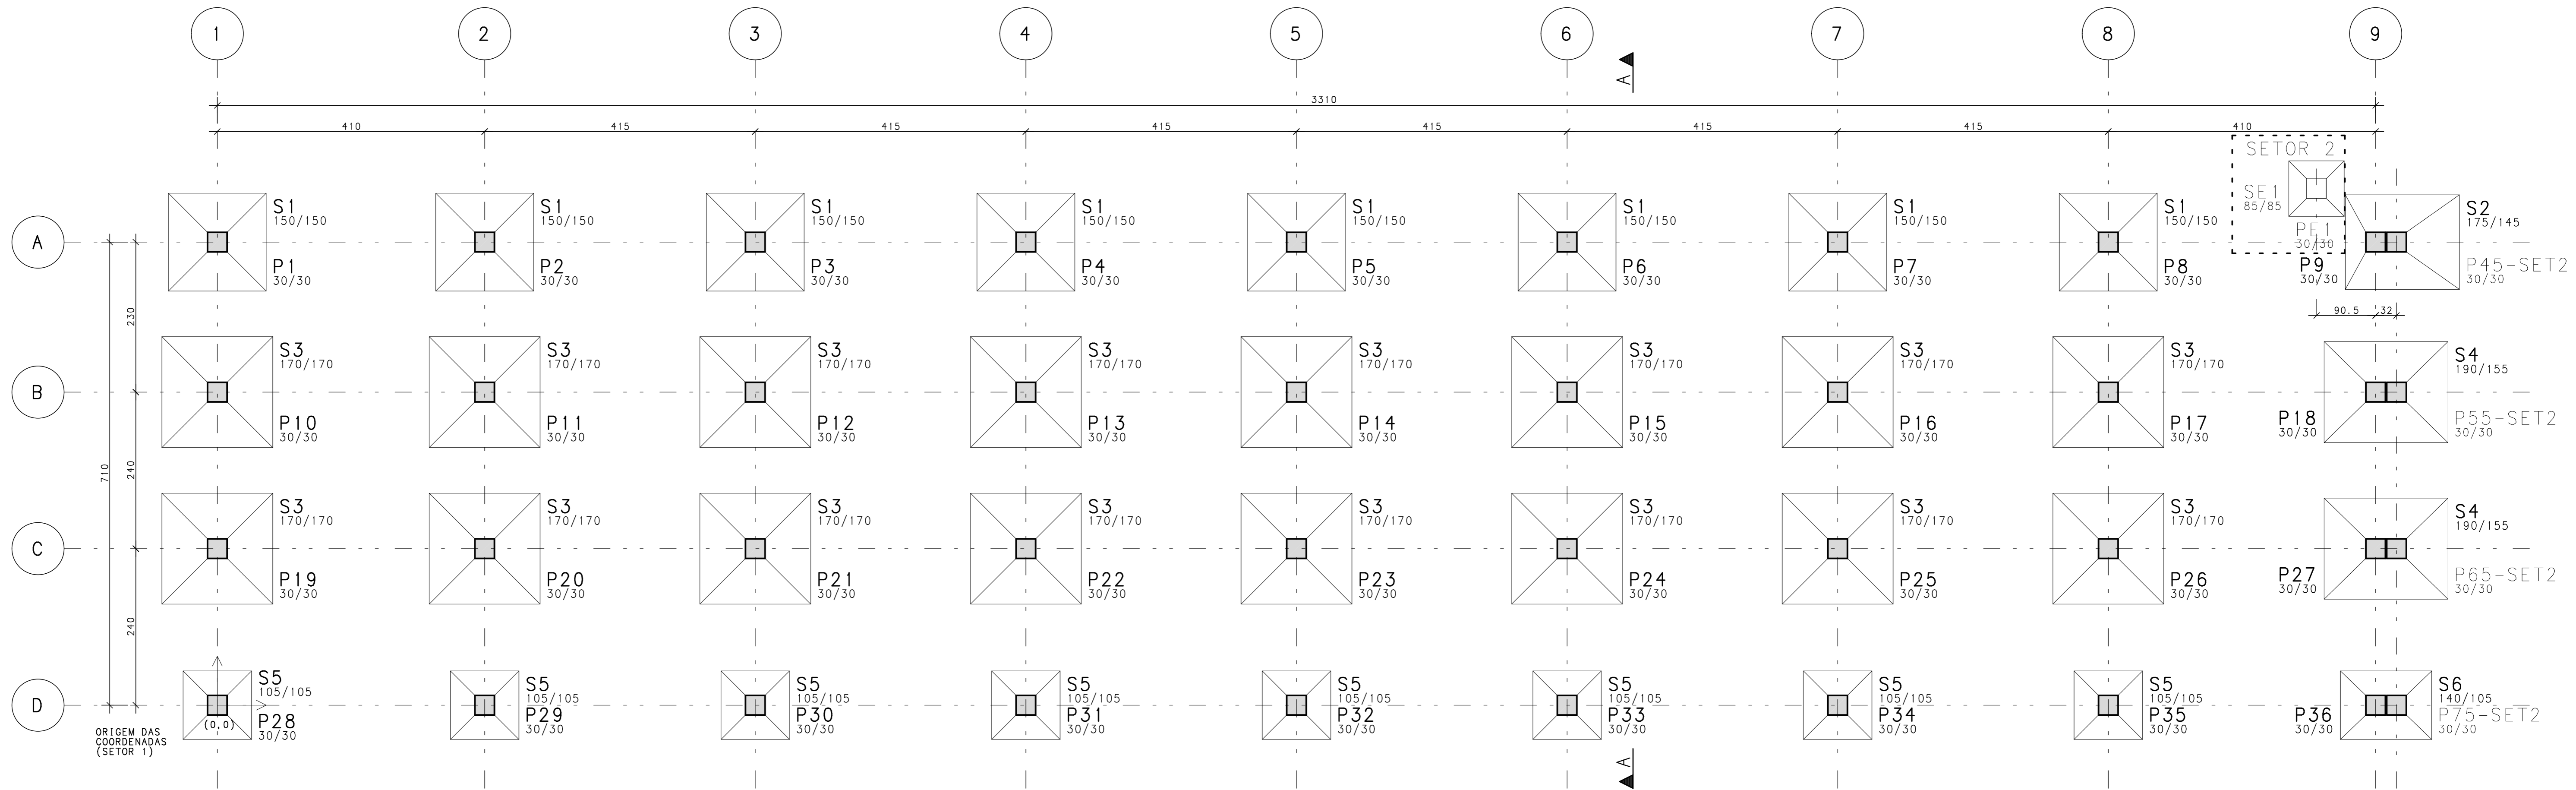 1 2 3 4 5 6 7 8 9
A
3310
410 415 415 415 415 415 415 410
SETOR 2
SE1
85/85
PE1
30/30
A
S1 S1 S1 S1 S1 S1 S1 S1 S2
150/150 150/150 150/150 150/150 150/150 150/150 150/150 150/150 175/145
P1 P2 P3 P4 P5 P6 P7 P8 P9 P45-SET2
30/30 30/30 30/30 30/30 30/30 30/30 30/30 30/30 30/30 30/30
230
90.5 32
B
S3 S3 S3 S3 S3 S3 S3 S3 S4
170/170 170/170 170/170 170/170 170/170 170/170 170/170 170/170 190/155
P10 P11 P12 P13 P14 P15 P16 P17 P18 P55-SET2
30/30 30/30 30/30 30/30 30/30 30/30 30/30 30/30 30/30 30/30
710
240
C
S3 S3 S3 S3 S3 S3 S3 S3 S4
170/170 170/170 170/170 170/170 170/170 170/170 170/170 170/170 190/155
P19 P20 P21 P22 P23 P24 P25 P26 P27 P65-SET2
30/30 30/30 30/30 30/30 30/30 30/30 30/30 30/30 30/30 30/30
240
D
S5 S5 S5 S5 S5 S5 S5 S5 S6
105/105 105/105 105/105 105/105 105/105 105/105 105/105 105/105 140/105
P28 P29 P30 P31 P32 P33 P34 P35 P36 P75-SET2
30/30 30/30 30/30 30/30 30/30 30/30 30/30 30/30 30/30 30/30
(0,0)
ORIGEM DAS
COORDENADAS
(SETOR 1)
A